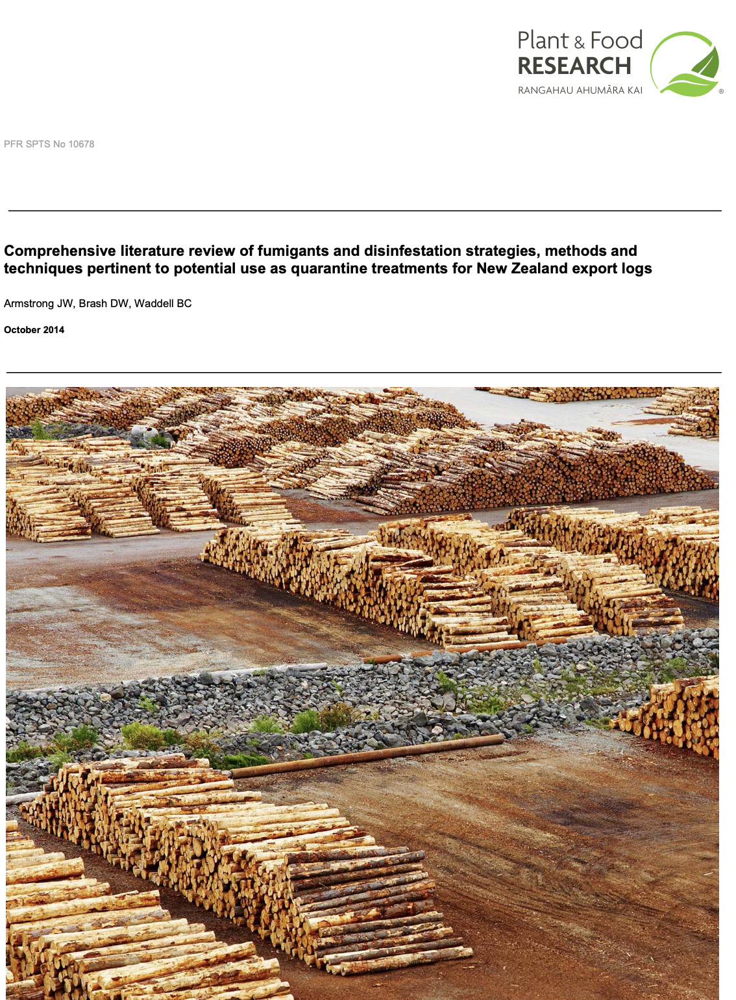 Plant & Food
RESEARCH
RANGAHAU AHUMĀRA KAI
®
PFR SPTS No 10678
Comprehensive literature review of fumigants and disinfestation strategies, methods and
techniques pertinent to potential use as quarantine treatments for New Zealand export logs
Armstrong JW, Brash DW, Waddell BC
October 2014